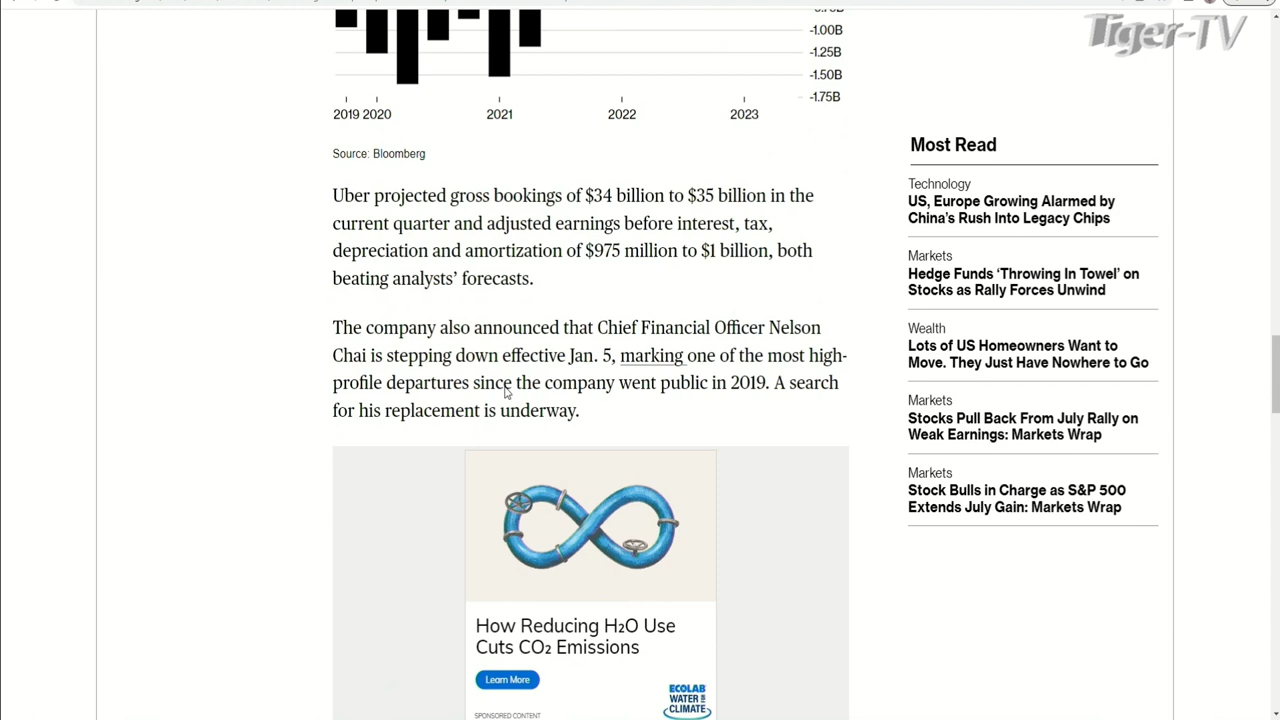 Tiger-TV
-1.00B
-1.25B
-1.50B
-1.75B
2019 2020 2021 2022 2023
Source: Bloomberg
Uber projected gross bookings of $34 billion to $35 billion in the
current quarter and adjusted earnings before interest, tax,
depreciation and amortization of $975 million to $1 billion, both
beating analysts’ forecasts.
The company also announced that Chief Financial Officer Nelson
Chai is stepping down effective Jan. 5, marking one of the most high-
profile departures since the company went public in 2019. A search
for his replacement is underway.
How Reducing H₂O Use
Cuts CO₂ Emissions
Learn More
ECOLAB
WATER FOR
CLIMATE
SPONSORED CONTENT
Most Read
Technology
US, Europe Growing Alarmed by
China’s Rush Into Legacy Chips
Markets
Hedge Funds ‘Throwing In Towel’ on
Stocks as Rally Forces Unwind
Wealth
Lots of US Homeowners Want to
Move. They Just Have Nowhere to Go
Markets
Stocks Pull Back From July Rally on
Weak Earnings: Markets Wrap
Markets
Stock Bulls in Charge as S&P 500
Extends July Gain: Markets Wrap